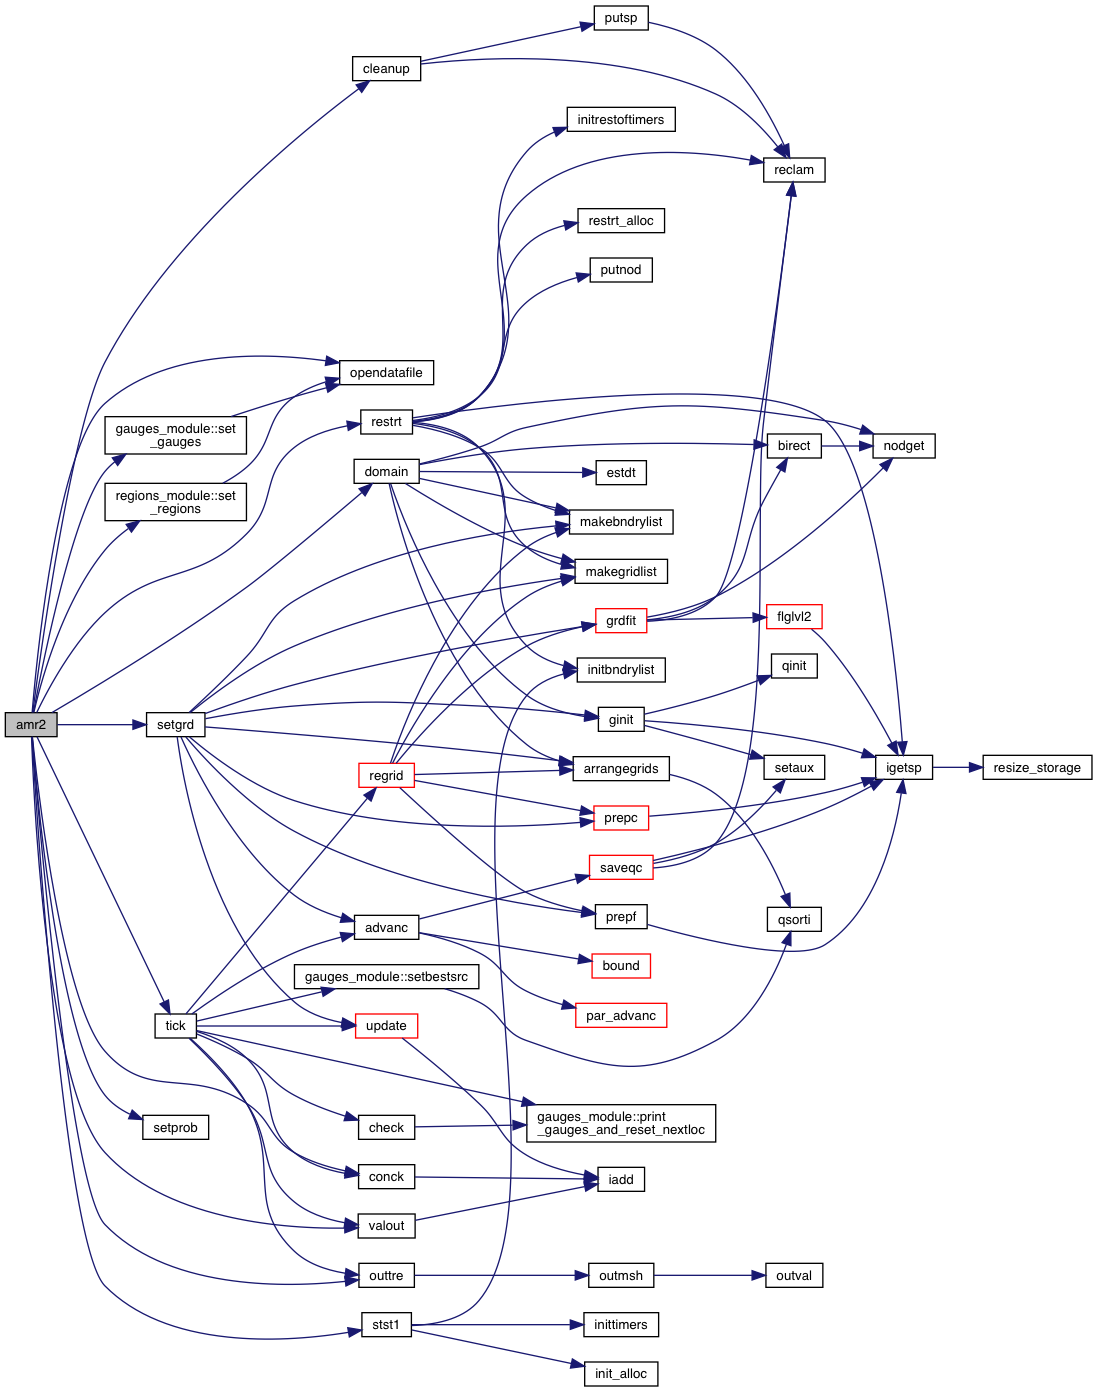 putsp
cleanup
initrestoftimers
reclam
restrt_alloc
putnod
opendatafile
restrt
gauges_module::set
_gauges
birect
nodget
domain
estdt
regions_module::set
_regions
makebndrylist
makegridlist
grdfit
flglvl2
initbndrylist
qinit
amr2
setgrd
ginit
regrid
arrangegrids
setaux
igetsp
resize_storage
prepc
saveqc
prepf
qsorti
advanc
bound
gauges_module::setbestsrc
par_advanc
tick
update
setprob
check
gauges_module::print
_gauges_and_reset_nextloc
conck
iadd
valout
outtre
outmsh
outval
stst1
inittimers
init_alloc